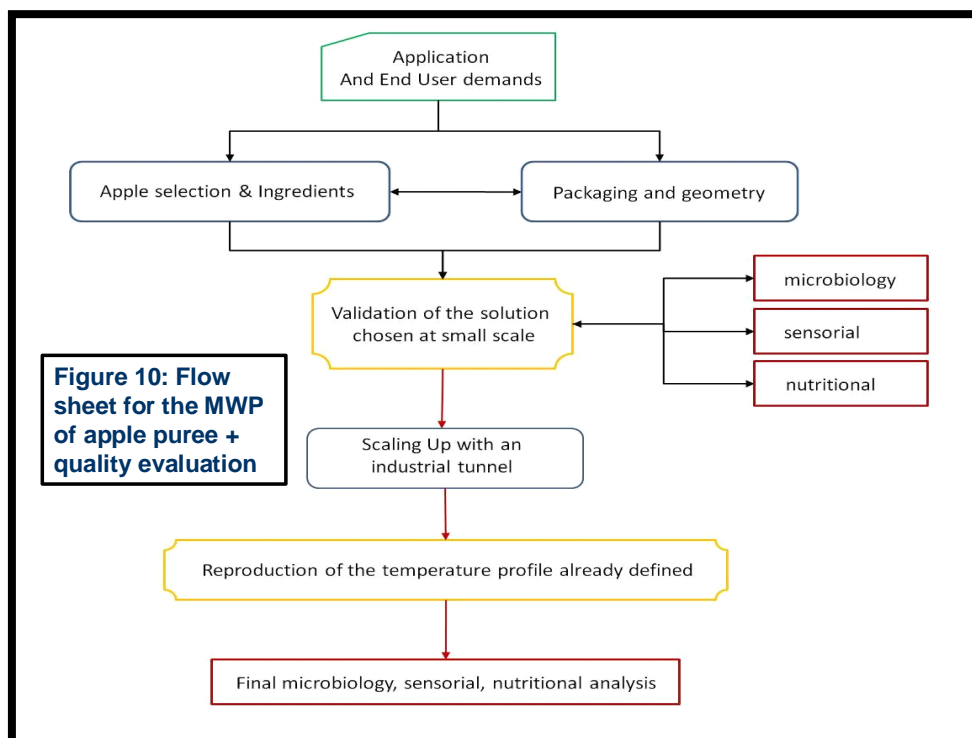 Application
And End User demands
Apple selection & Ingredients
Packaging and geometry
Validation of the solution
chosen at small scale
microbiology
sensorial
nutritional
Figure 10: Flow
sheet for the MWP
of apple puree +
quality evaluation
Scaling Up with an
industrial tunnel
Reproduction of the temperature profile already defined
Final microbiology, sensorial, nutritional analysis